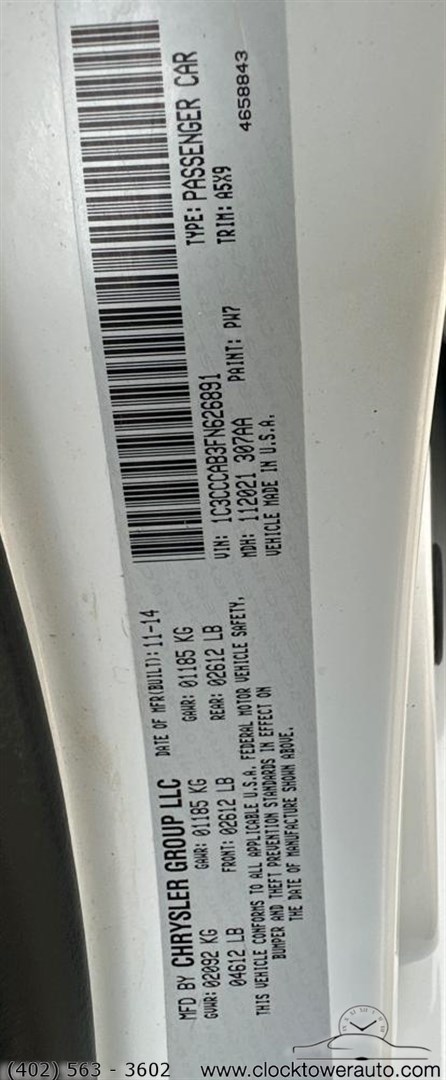 MFD BY CHRYSLER GROUP LLC
DATE OF MFR(BUILT): 11-14
GVWR: 02092 KG GAWR: 01185 KG GAWR: 01185 KG
04612 LB FRONT: 02612 LB REAR: 02612 LB
THIS VEHICLE CONFORMS TO ALL APPLICABLE U.S.A. FEDERAL MOTOR VEHICLE SAFETY,
BUMPER AND THEFT PREVENTION STANDARDS IN EFFECT ON
THE DATE OF MANUFACTURE SHOWN ABOVE.
VIN: 1C3CCCAB3FN626891 TYPE: PASSENGER CAR
MDH: 112021 307AA PAINT: PW7 TRIM: A5X9
VEHICLE MADE IN U.S.A. 4658843
(402) 563 - 3602 www.clocktowerauto.com